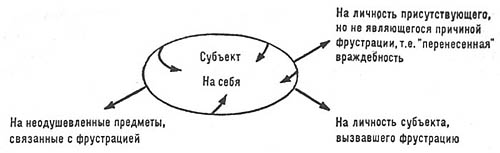 На личность присутствующего,
но не являющегося причиной
фрустрации, т.е. "перенесенная"
враждебность
Субъект
На себя
На неодушевленные предметы,
связанные с фрустрацией
На личность субъекта,
вызвавшего фрустрацию